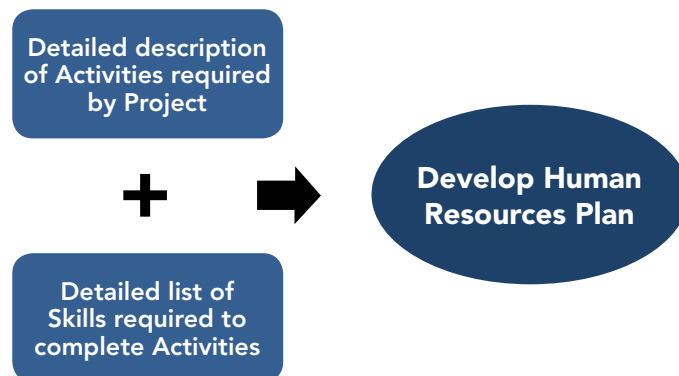 Detailed description
of Activities required
by Project
+
Develop Human
Resources Plan
Detailed list of
Skills required to
complete Activities